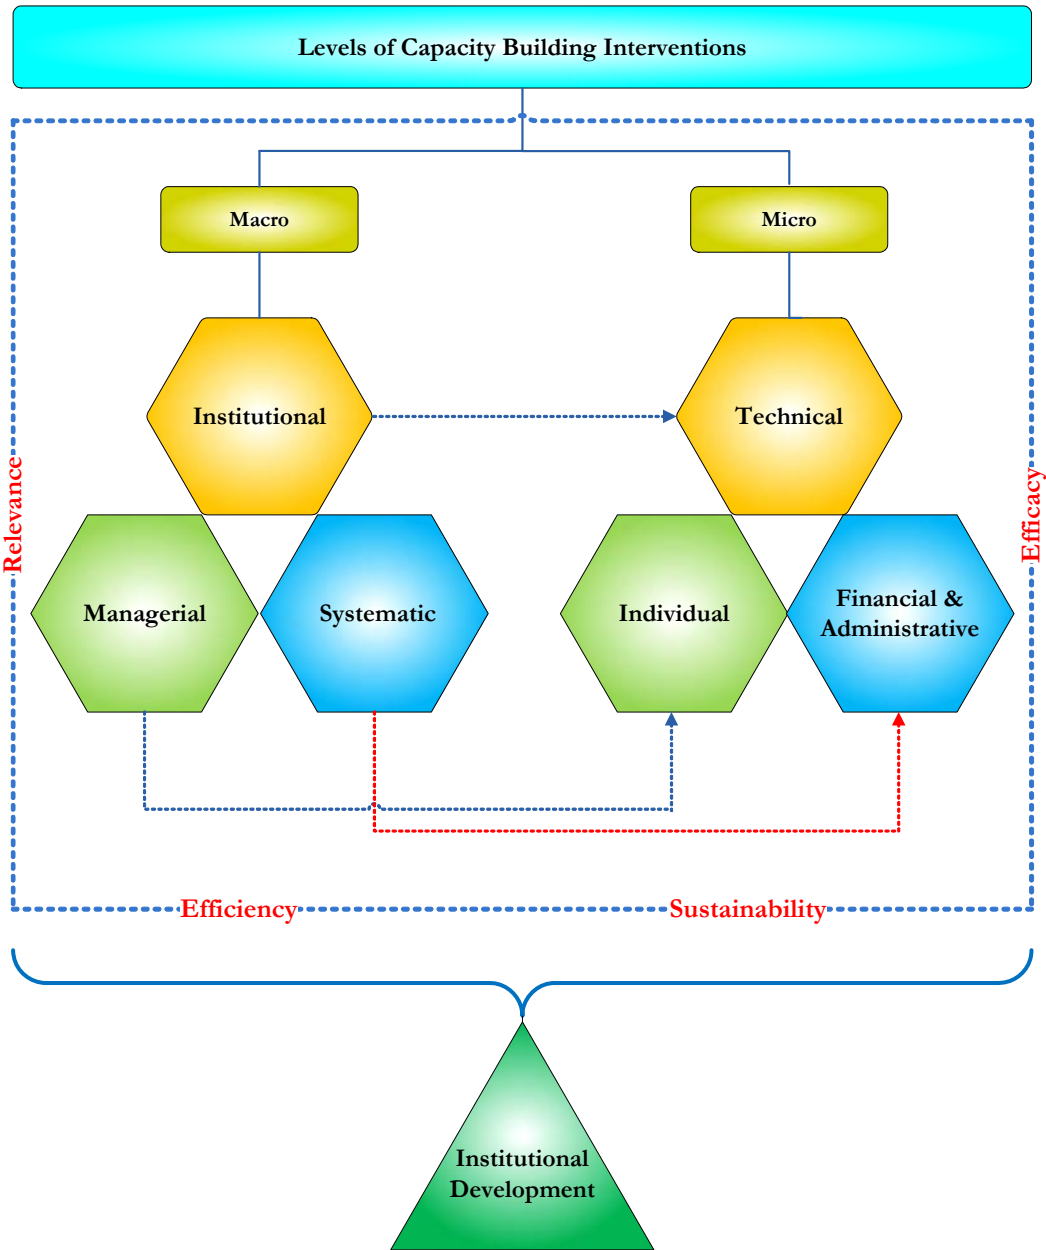 Levels of Capacity Building Interventions
Macro
Micro
Institutional
Technical
Relevance
Efficacy
Managerial
Systematic
Individual
Financial &
Administrative
Efficiency
Sustainability
Institutional
Development